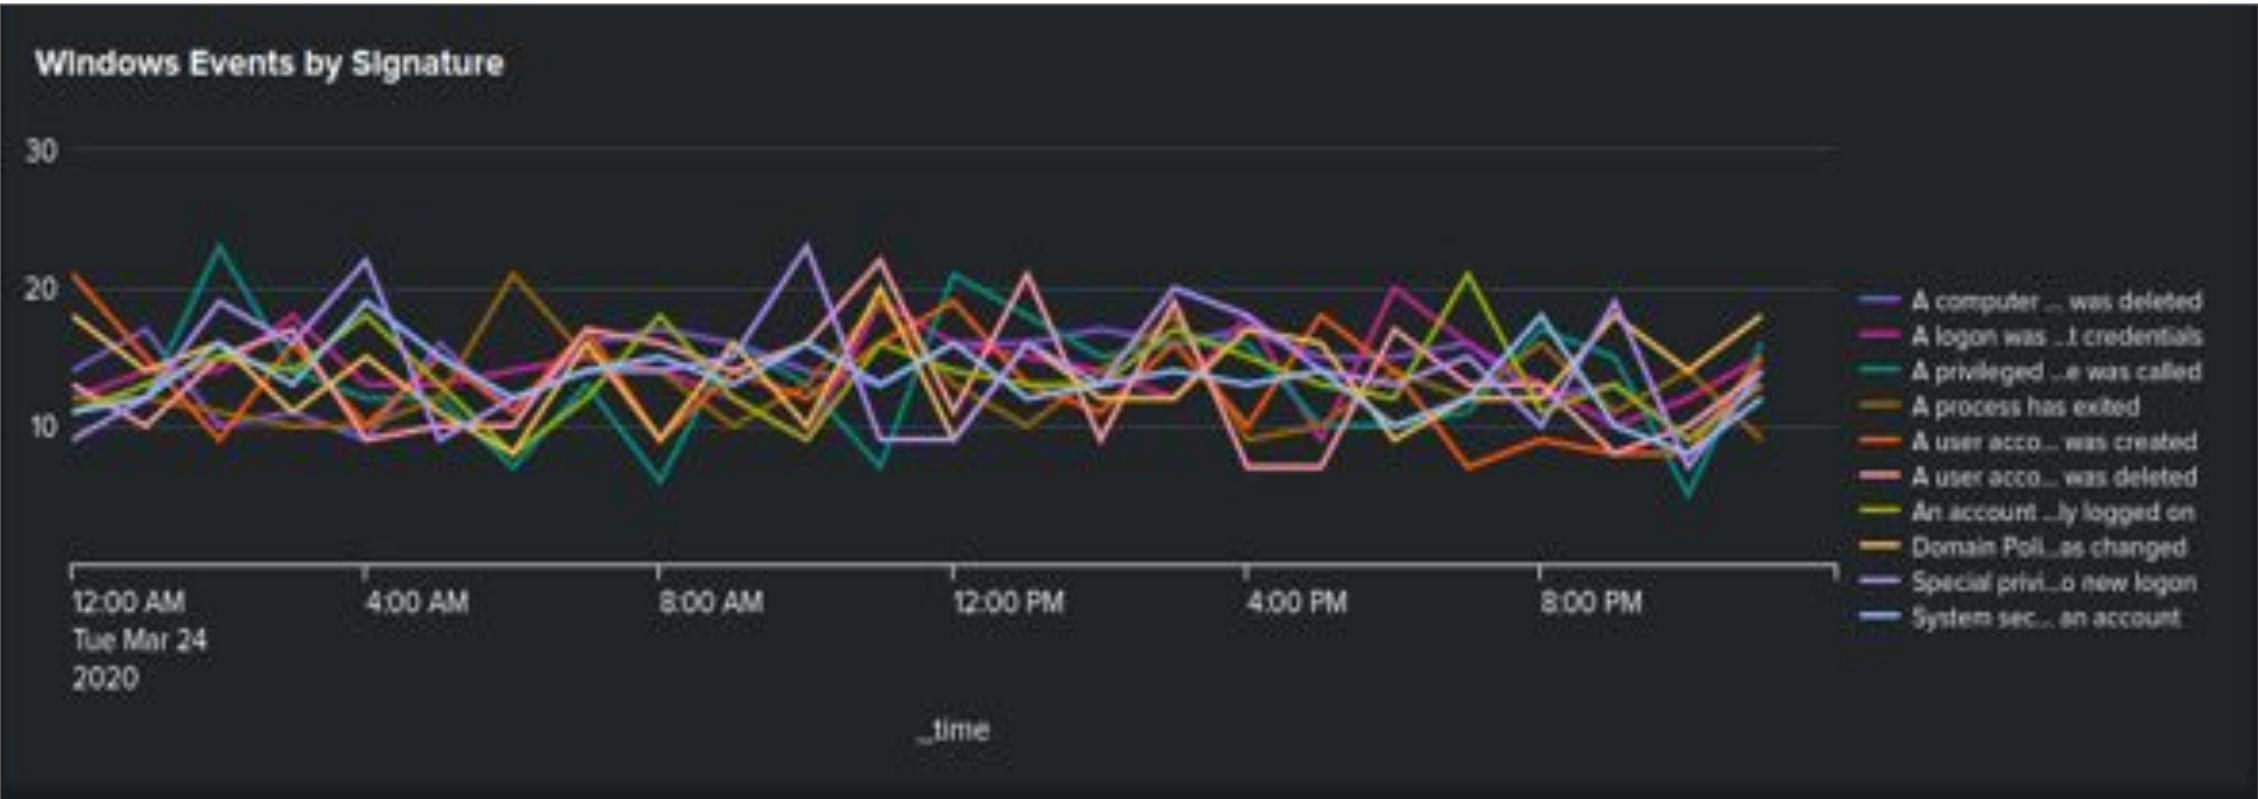 Windows Events by Signature
30
20
10
12:00 AM
Tue Mar 24
2020
4:00 AM
8:00 AM
12:00 PM
4:00 PM
8:00 PM
_time
A computer ... was deleted
A logon was ...t credentials
A privileged ...e was called
A process has exited
A user acco... was created
A user acco... was deleted
An account ...ly logged on
Domain Poli...as changed
Special privi...o new logon
System sec... an account